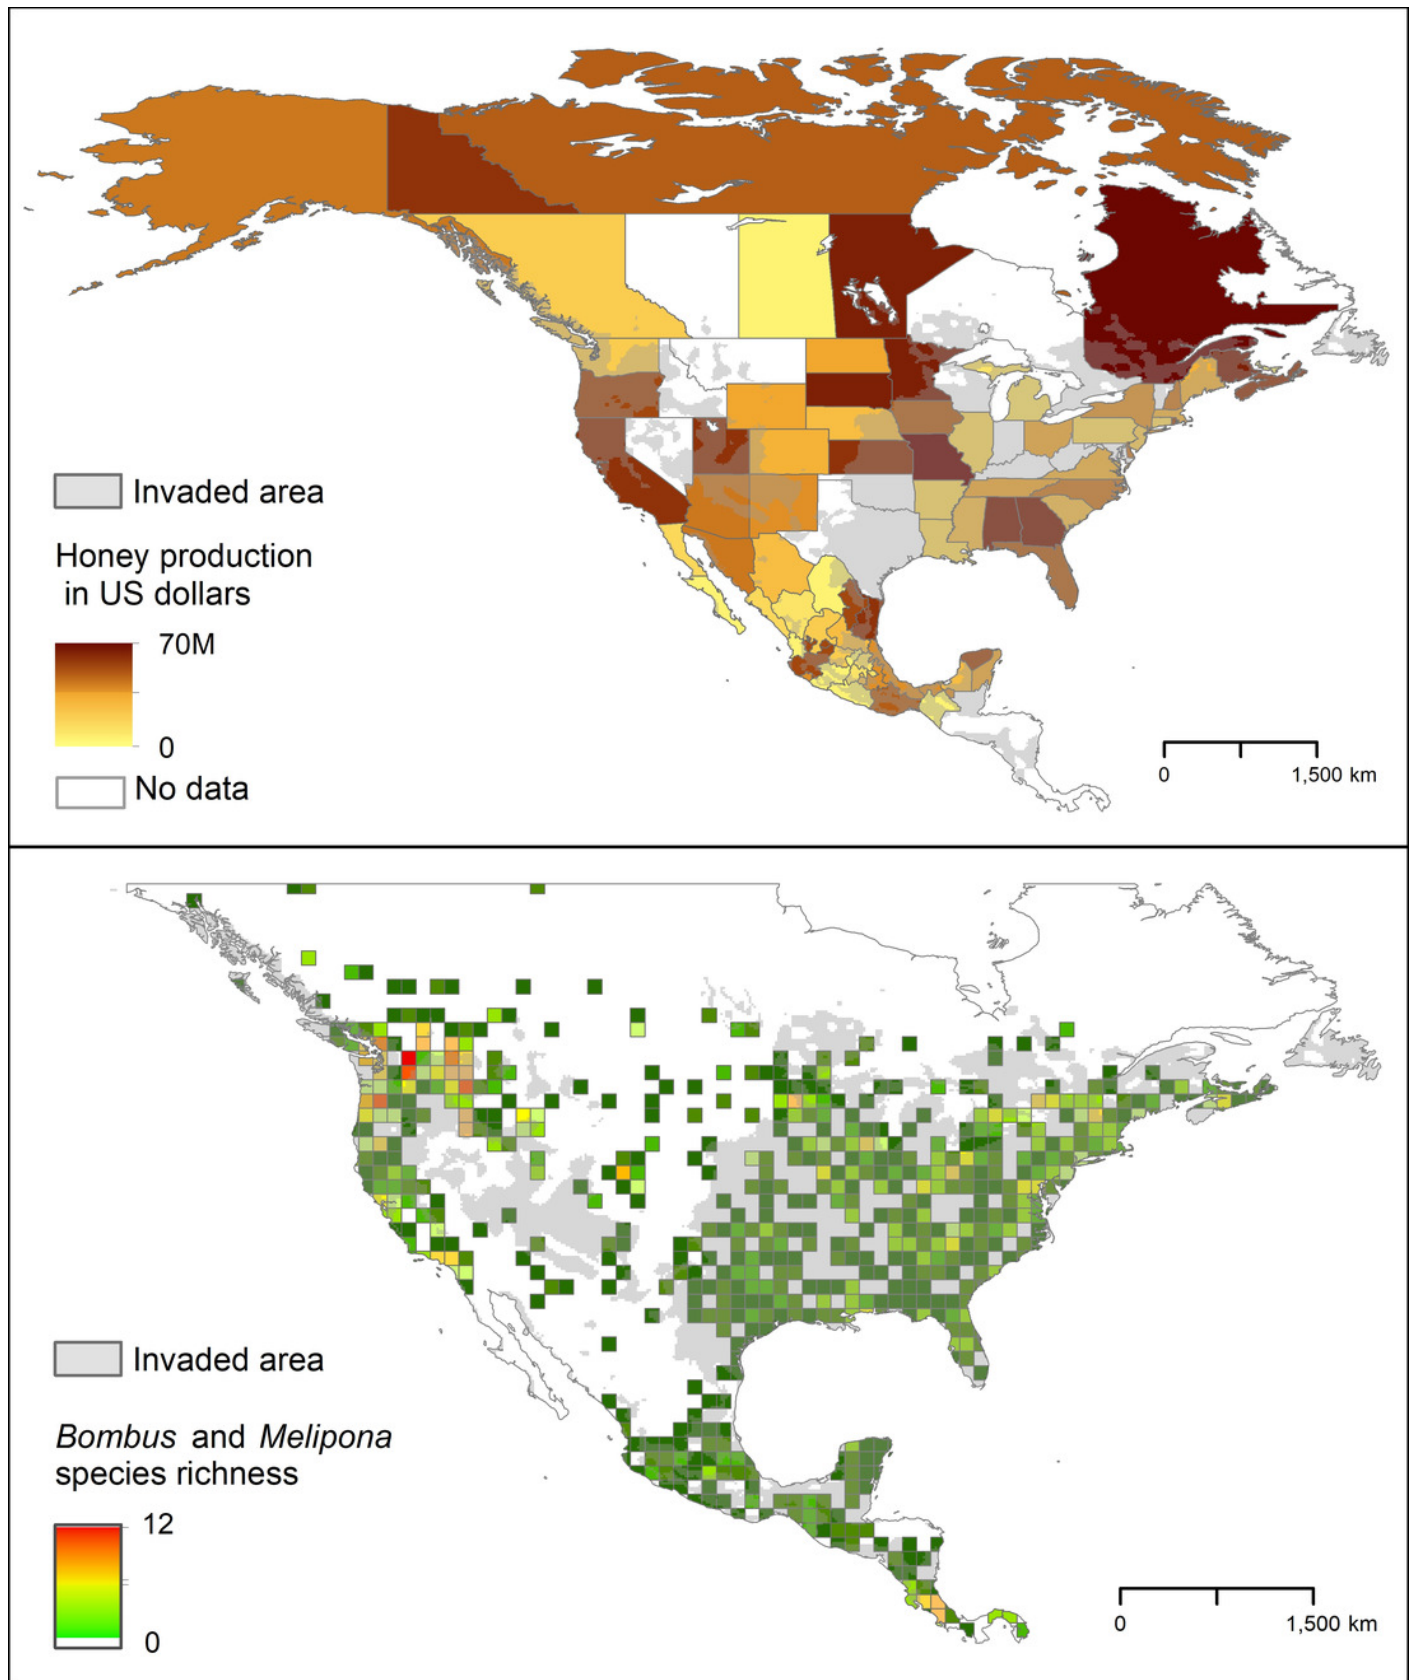 Invaded area
Honey production
in US dollars
70M
0
No data
0 1,500 km
Invaded area
Bombus and Melipona
species richness
12
0
0 1,500 km